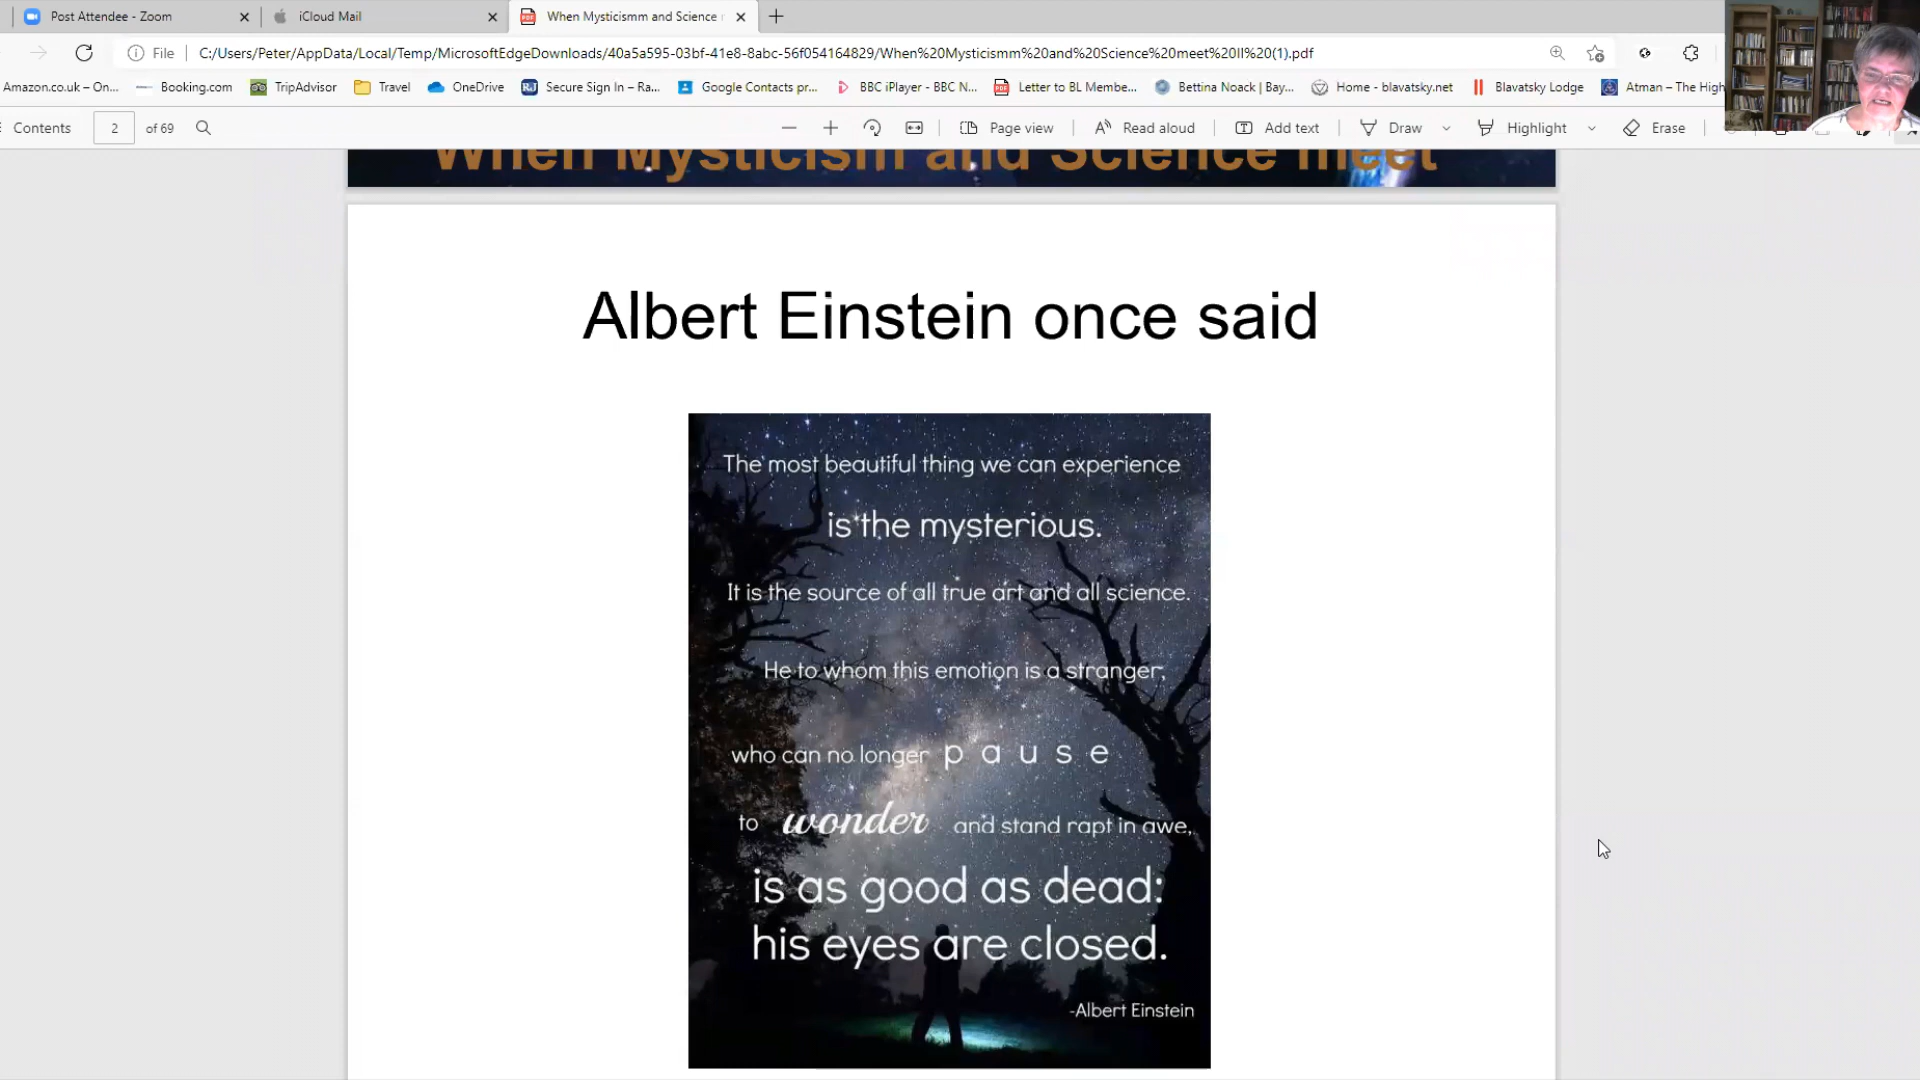 Post Attendee - Zoom
iCloud Mail
When Mysticismm and Science
File
C:/Users/Peter/AppData/Local/Temp/MicrosoftEdgeDownloads/40a5a595-03bf-41e8-8abc-56f054164829/When%20Mysticismm%20and%20Science%20meet%20II%20(1).pdf
Amazon.co.uk – On...
Booking.com
TripAdvisor
Travel
OneDrive
Secure Sign In – Ra...
Google Contacts pr...
BBC iPlayer - BBC N...
Letter to BL Membe...
Bettina Noack | Bay...
Home - blavatsky.net
Blavatsky Lodge
Atman – The High
Contents
2
of 69
Page view
Read aloud
Add text
Draw
Highlight
Erase
When Mysticism and Science meet
Albert Einstein once said
The most beautiful thing we can experience
is the mysterious.
It is the source of all true art and all science.
He to whom this emotion is a stranger,
who can no longer pause
to wonder and stand rapt in awe,
is as good as dead:
his eyes are closed.
-Albert Einstein